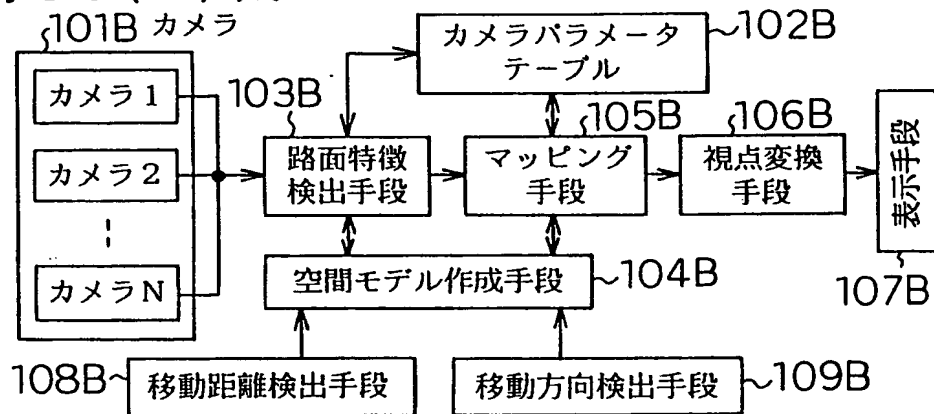 101B カメラ
カメラ1
カメラ2
カメラN
カメラパラメータ
テーブル
102B
103B
路面特徴
検出手段
105B
マッピング
手段
106B
視点変換
手段
表示手段
107B
空間モデル作成手段
104B
108B
移動距離検出手段
移動方向検出手段
109B